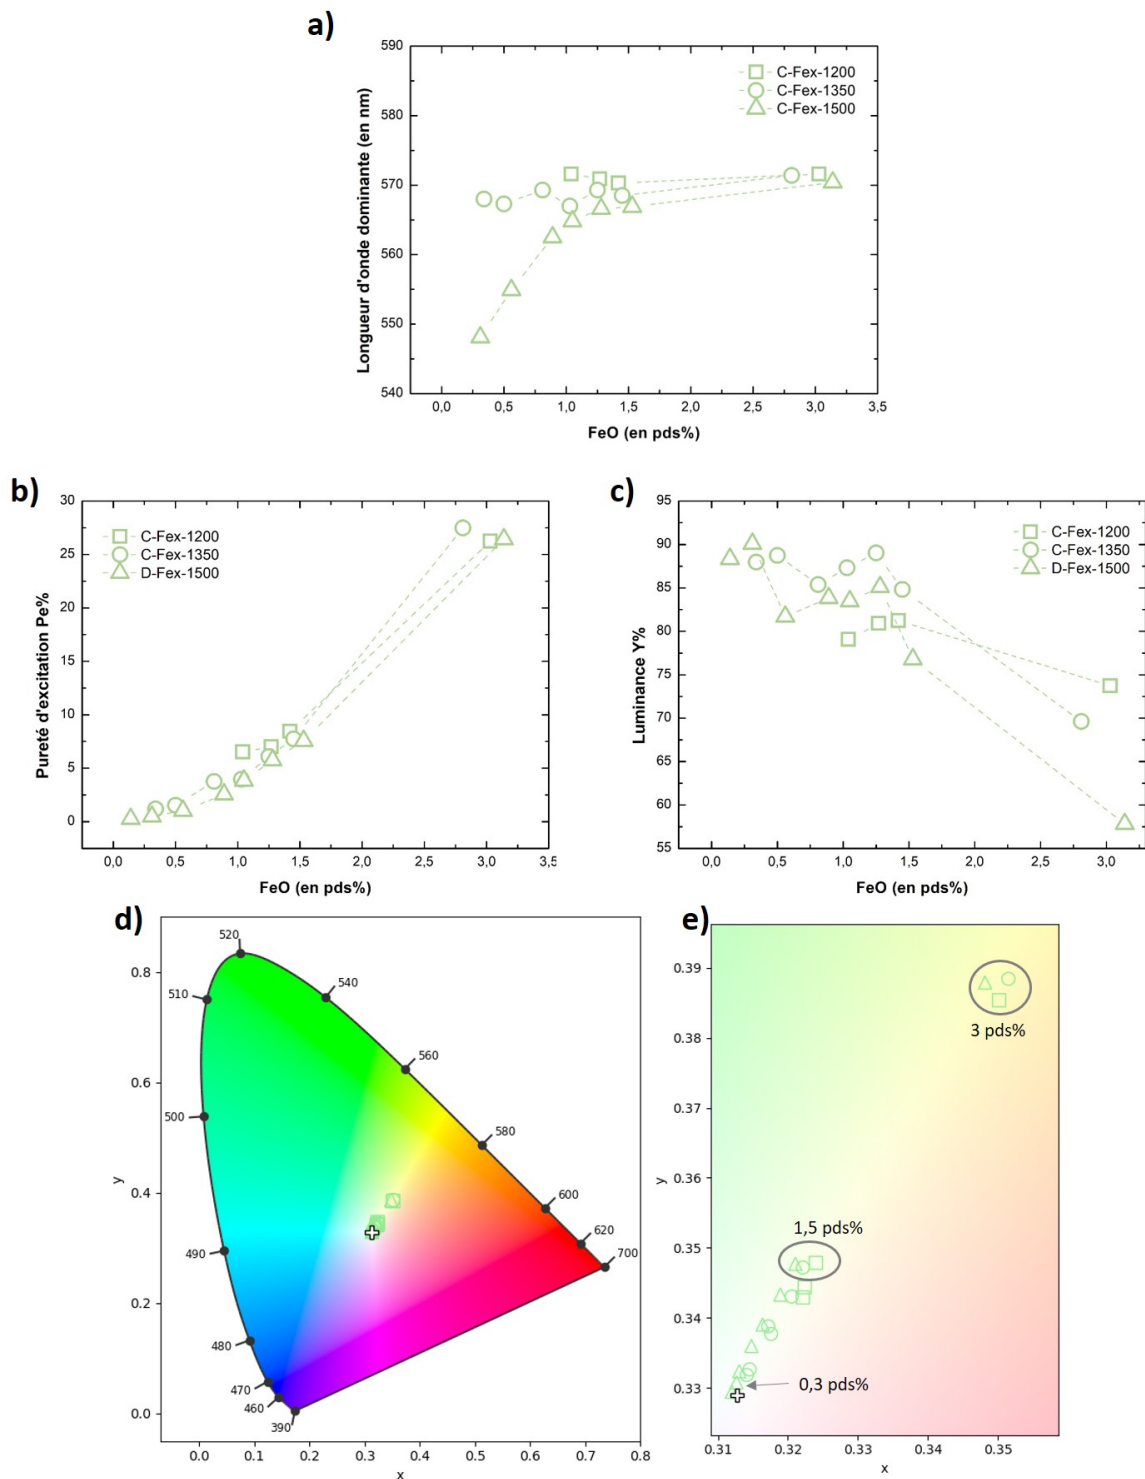 a)
590
580
570
560
550
540
Longueur d'onde dominante (en nm)
C-Fex-1200
C-Fex-1350
C-Fex-1500
0,0 0,5 1,0 1,5 2,0 2,5 3,0 3,5
FeO (en pds%)
b)
30
25
20
15
10
5
0
Pureté d'excitation Pe%
C-Fex-1200
C-Fex-1350
D-Fex-1500
0,0 0,5 1,0 1,5 2,0 2,5 3,0 3,5
FeO (en pds%)
c)
95
90
85
80
75
70
65
60
55
Luminance Y%
C-Fex-1200
C-Fex-1350
D-Fex-1500
0,0 0,5 1,0 1,5 2,0 2,5 3,0
FeO (en pds%)
d)
520
510
540
560
500
580
600
490
620
700
480
470
460
390
0.8
0.6
0.4
0.2
0.0
y
0.0 0.1 0.2 0.3 0.4 0.5 0.6 0.7 0.8
x
e)
0.39
0.38
0.37
0.36
0.35
0.34
0.33
y
3 pds%
1,5 pds%
0,3 pds%
0.31 0.32 0.33 0.34 0.35
x